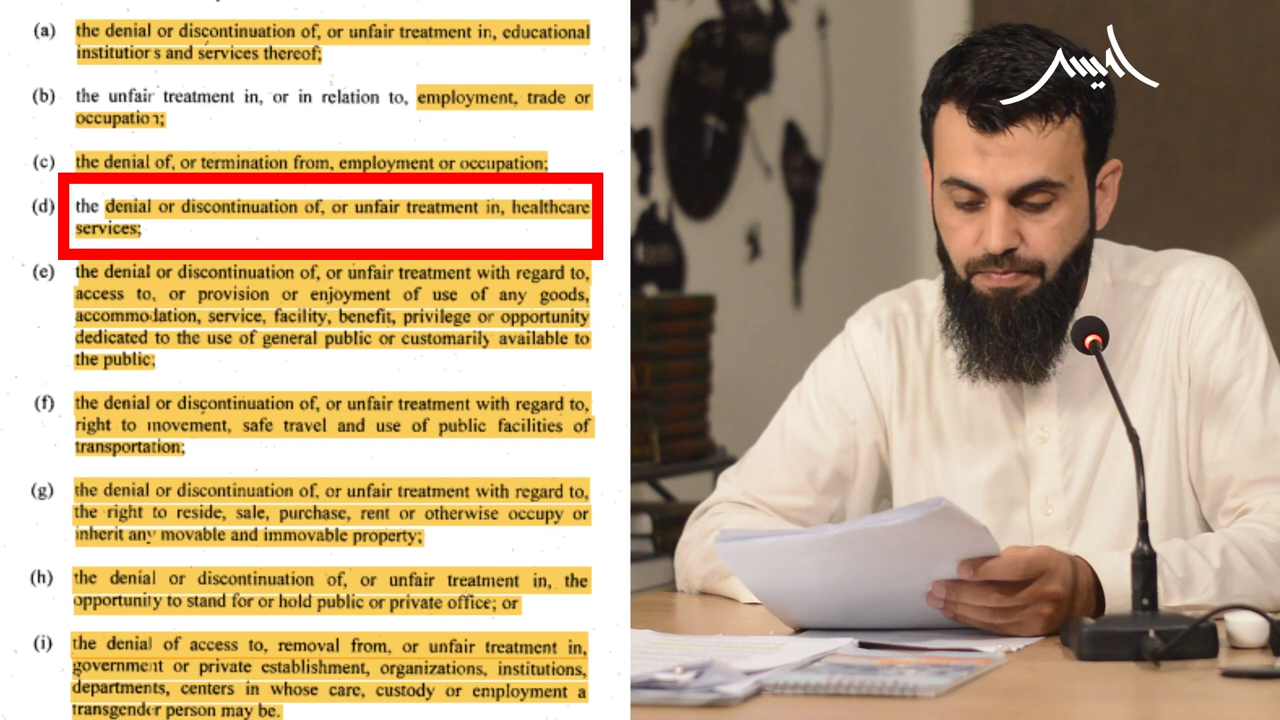 (a) the denial or discontinuation of, or unfair treatment in, educational
institutions and services thereof;
(b) the unfair treatment in, or in relation to, employment, trade or
occupation;
(c) the denial of, or termination from, employment or occupation;
(d) the denial or discontinuation of, or unfair treatment in, healthcare
services;
(e) the denial or discontinuation of, or unfair treatment with regard to,
access to, or provision or enjoyment of use of any goods,
accommodation, service, facility, benefit, privilege or opportunity
dedicated to the use of general public or customarily available to
the public;
(f) the denial or discontinuation of, or unfair treatment with regard to,
right to movement, safe travel and use of public facilities of
transportation;
(g) the denial or discontinuation of, or unfair treatment with regard to,
the right to reside, sale, purchase, rent or otherwise occupy or
inherit any movable and immovable property;
(h) the denial or discontinuation of, or unfair treatment in, the
opportunity to stand for or hold public or private office; or
(i) the denial of access to, removal from, or unfair treatment in,
government or private establishment, organizations, institutions,
departments, centers in whose care, custody or employment a
transgender person may be.